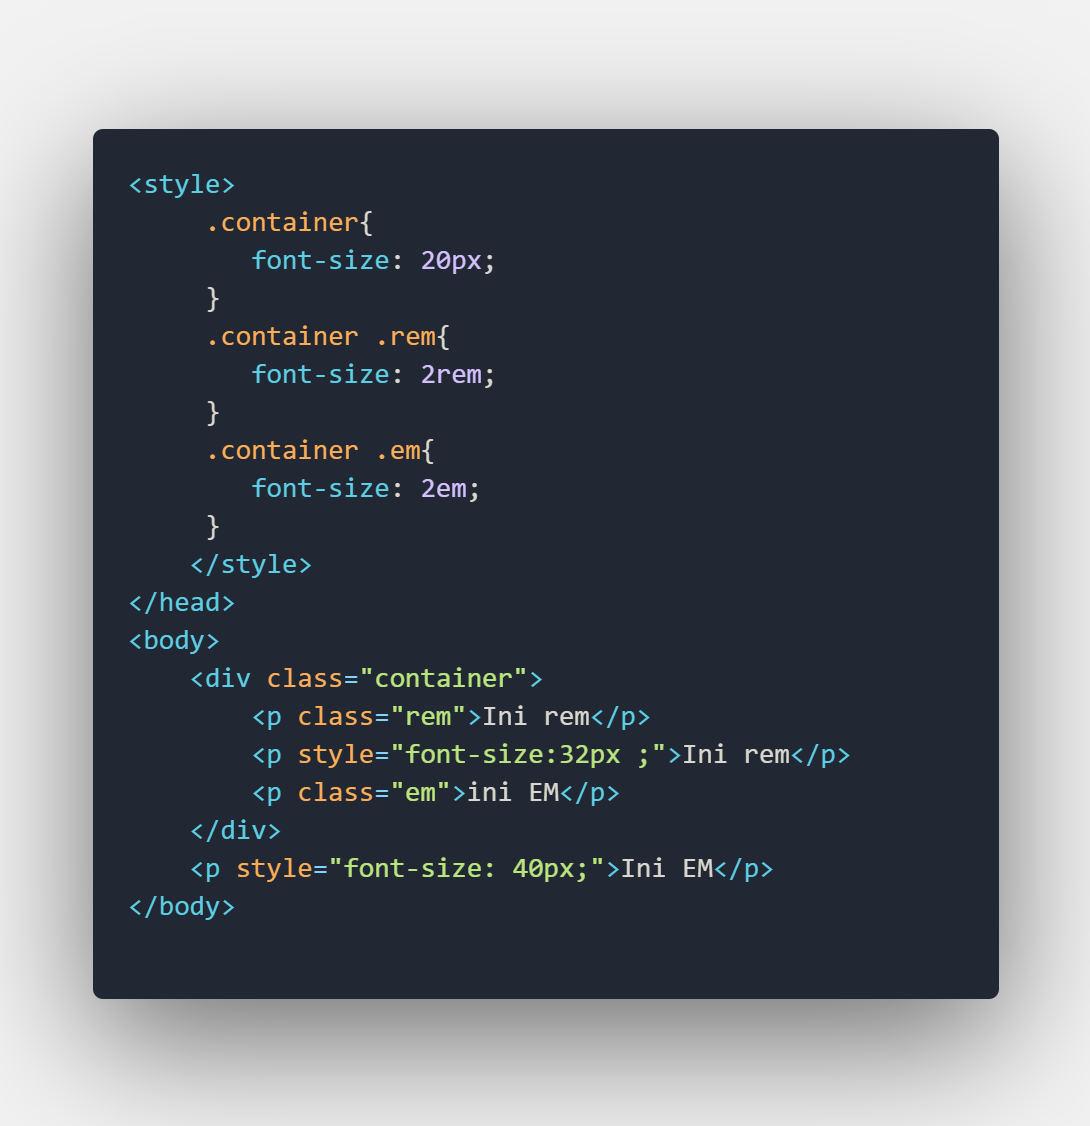 <style>
.container{
font-size: 20px;
}
.container .rem{
font-size: 2rem;
}
.container .em{
font-size: 2em;
}
</style>
</head>
<body>
<div class="container">
<p class="rem">Ini rem</p>
<p style="font-size:32px ;">Ini rem</p>
<p class="em">ini EM</p>
</div>
<p style="font-size: 40px;">Ini EM</p>
</body>